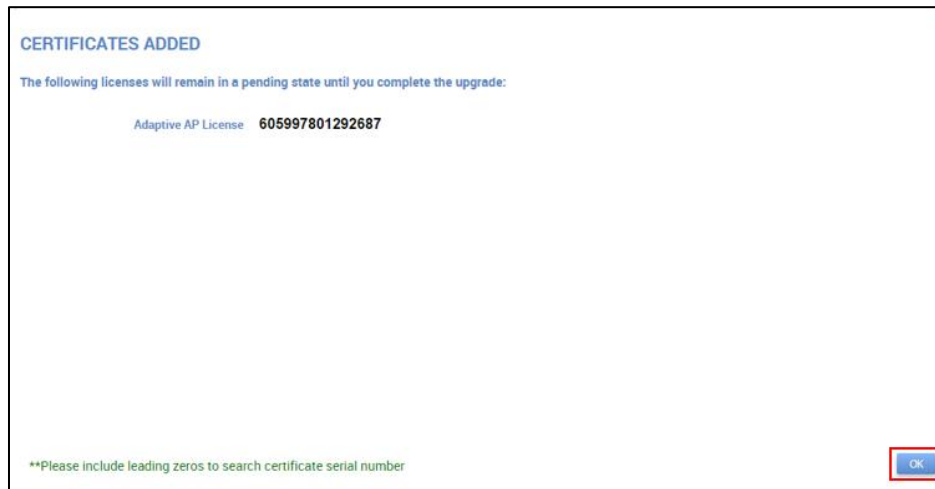 CERTIFICATES ADDED
The following licenses will remain in a pending state until you complete the upgrade:
Adaptive AP License 605997801292687
**Please include leading zeros to search certificate serial number
OK